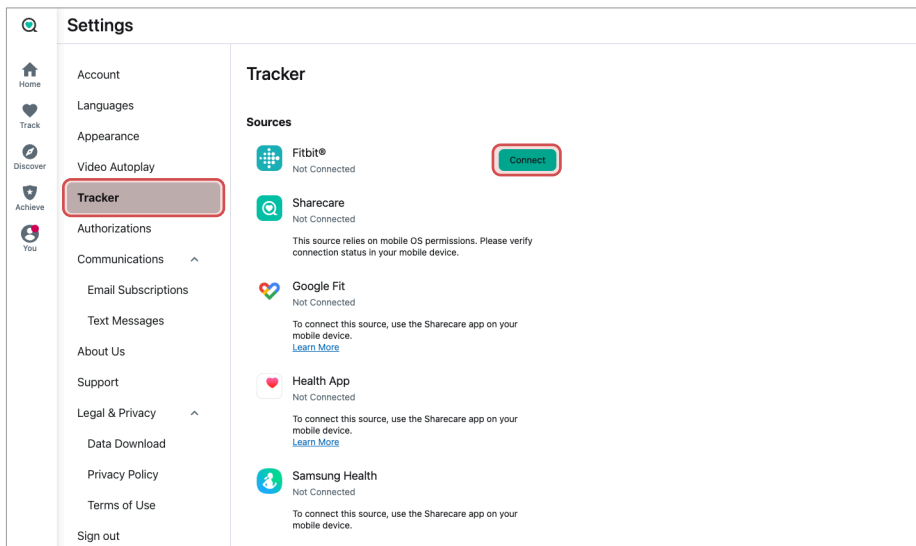 Settings
Home
Track
Discover
Achieve
You
Account
Languages
Appearance
Video Autoplay
Tracker
Authorizations
Communications
Email Subscriptions
Text Messages
About Us
Support
Legal & Privacy
Data Download
Privacy Policy
Terms of Use
Sign out
Tracker
Sources
Fitbit®
Not Connected
Connect
Sharecare
Not Connected
This source relies on mobile OS permissions. Please verify
connection status in your mobile device.
Google Fit
Not Connected
To connect this source, use the Sharecare app on your
mobile device.
Learn More
Health App
Not Connected
To connect this source, use the Sharecare app on your
mobile device.
Learn More
Samsung Health
Not Connected
To connect this source, use the Sharecare app on your
mobile device.